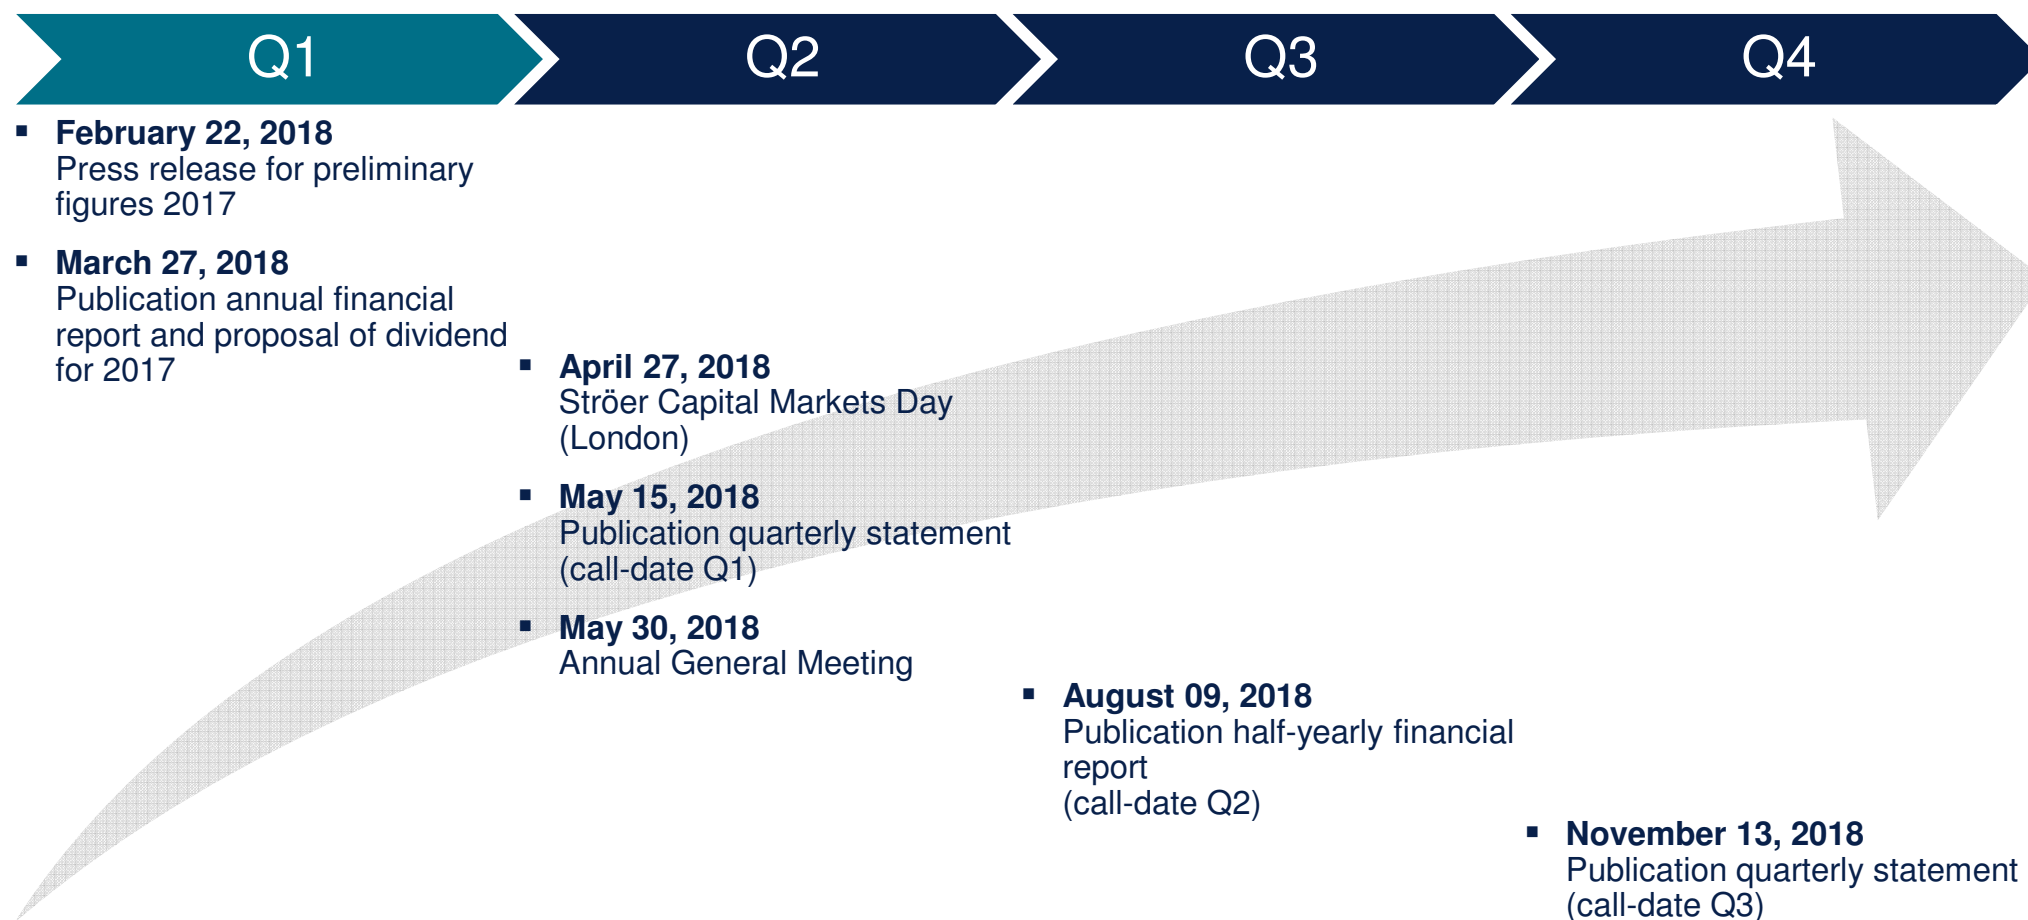 Q1
Q2
Q3
Q4
▪ February 22, 2018
Press release for preliminary
figures 2017
▪ March 27, 2018
Publication annual financial
report and proposal of dividend
for 2017
▪ April 27, 2018
Ströer Capital Markets Day
(London)
▪ May 15, 2018
Publication quarterly statement
(call-date Q1)
▪ May 30, 2018
Annual General Meeting
▪ August 09, 2018
Publication half-yearly financial
report
(call-date Q2)
▪ November 13, 2018
Publication quarterly statement
(call-date Q3)